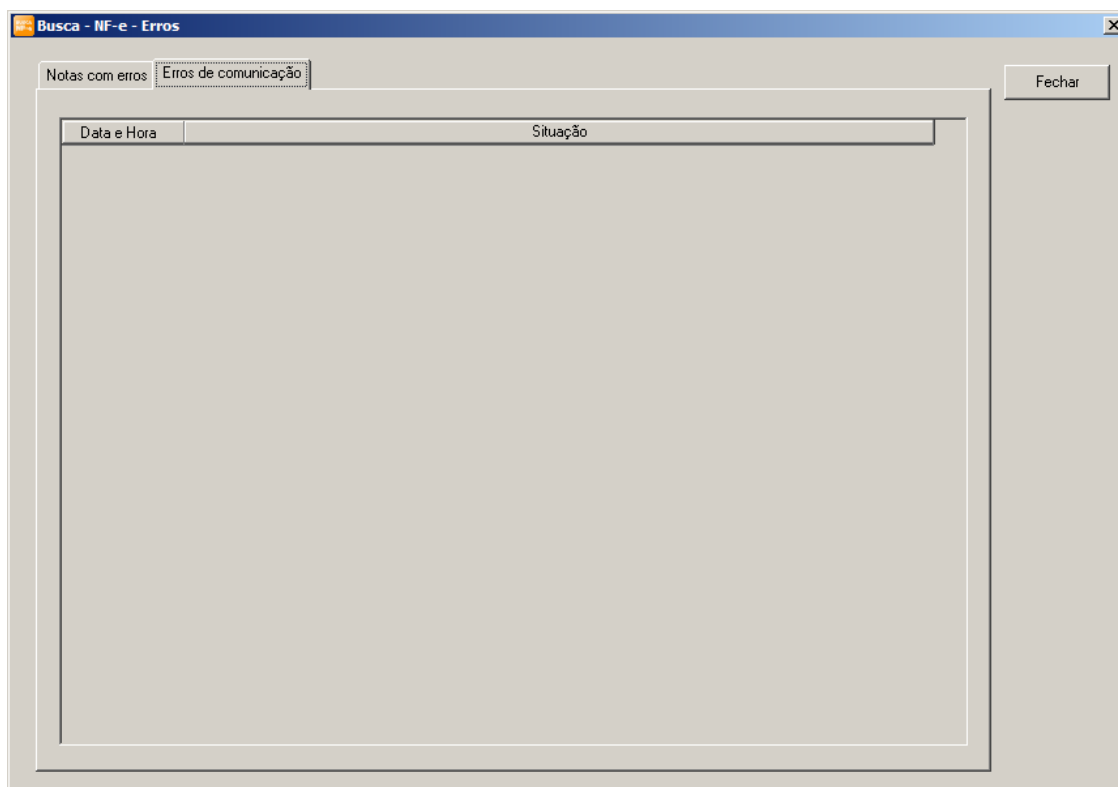 Busca - NF-e - Erros
Notas com erros Erros de comunicação
Fechar
Data e Hora Situação